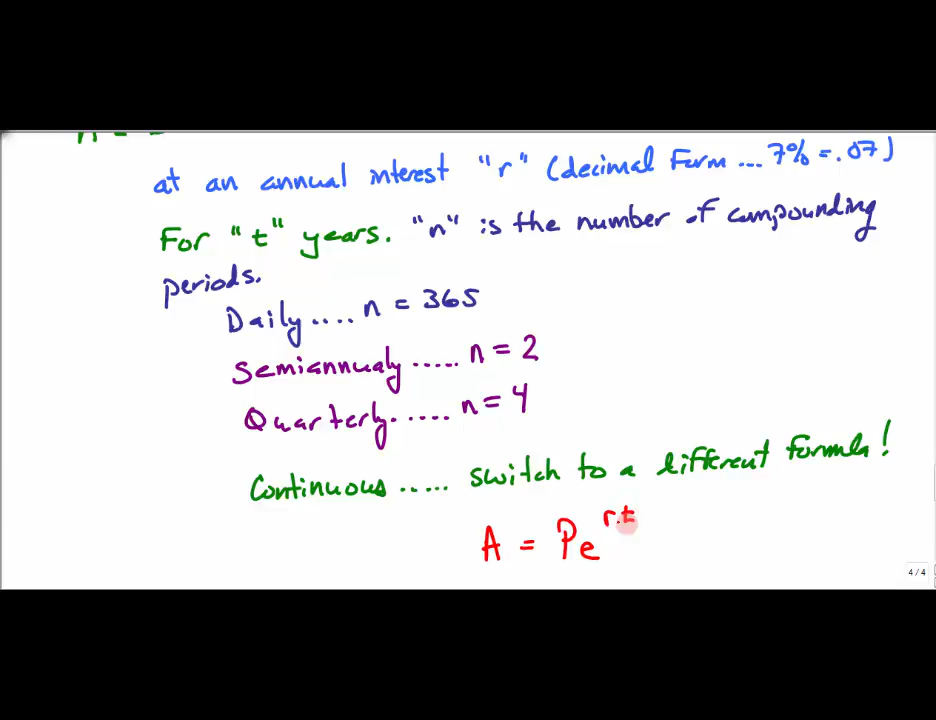 at an annual interest "r" (decimal Form ... 7% = .07)
For "t" years. "n" is the number of compounding
periods.
Daily .... n = 365
Semiannualy ..... n = 2
Quarterly ...... n = 4
Continuous ..... switch to a different formula!
A = Pe^r.t
4 / 4